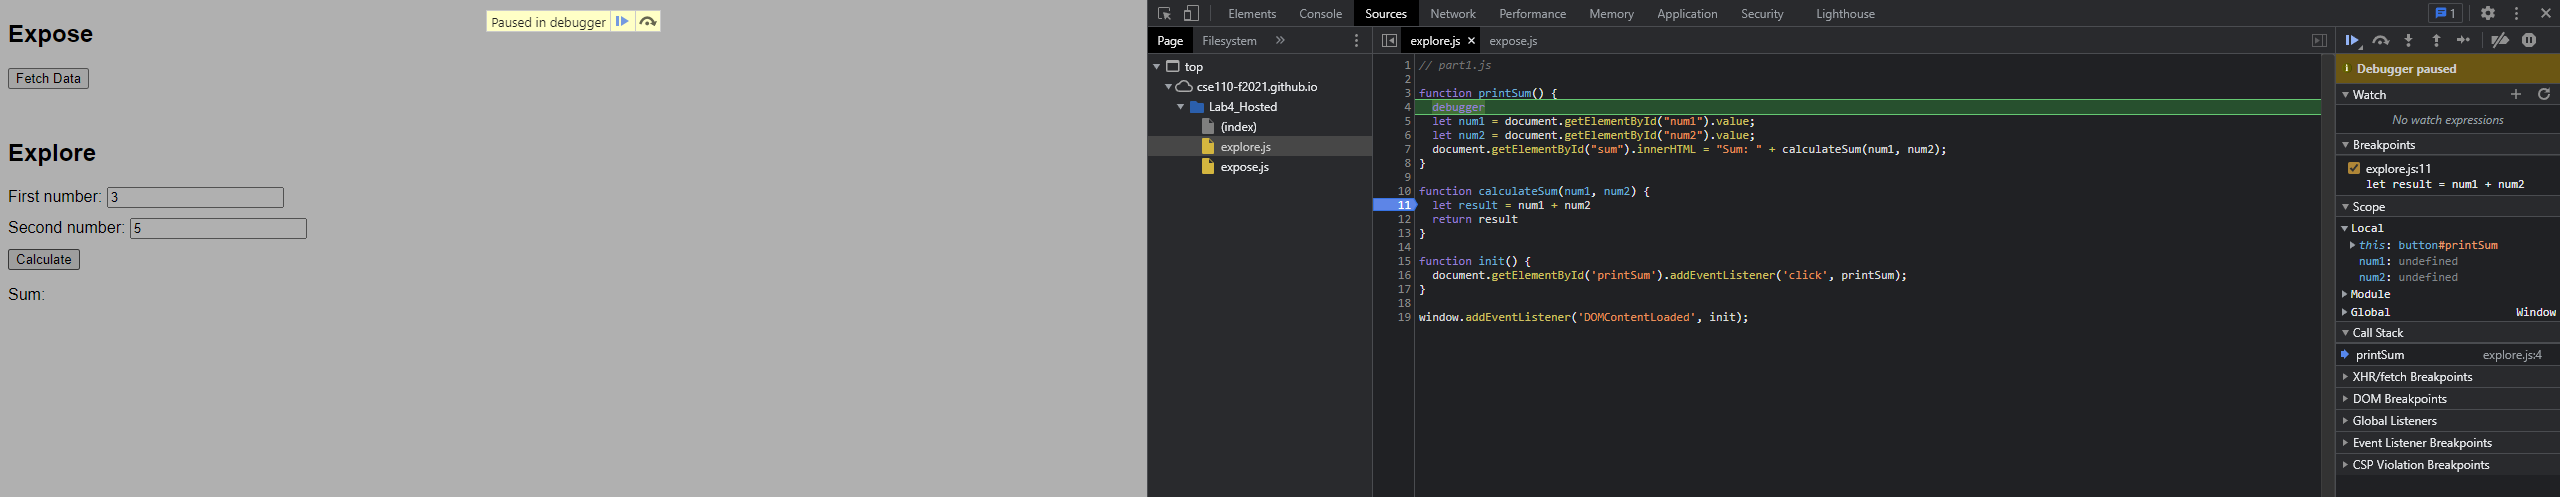 Expose
Fetch Data
Explore
First number: 3
Second number: 5
Calculate
Sum:
Paused in debugger
Elements Console Sources Network Performance Memory Application Security Lighthouse 1
Page Filesystem
top
cse110-f2021.github.io
Lab4_Hosted
(index)
explore.js
expose.js
explore.js expose.js
1 // part1.js
2
3 function printSum() {
4 debugger
5 let num1 = document.getElementById("num1").value;
6 let num2 = document.getElementById("num2").value;
7 document.getElementById("sum").innerHTML = "Sum: " + calculateSum(num1, num2);
8 }
9
10 function calculateSum(num1, num2) {
11 let result = num1 + num2
12 return result
13 }
14
15 function init() {
16 document.getElementById('printSum').addEventListener('click', printSum);
17 }
18
19 window.addEventListener('DOMContentLoaded', init);
Debugger paused
Watch
No watch expressions
Breakpoints
explore.js:11
let result = num1 + num2
Scope
Local
this: button#printSum
num1: undefined
num2: undefined
Module
Global Window
Call Stack
printSum explore.js:4
XHR/fetch Breakpoints
DOM Breakpoints
Global Listeners
Event Listener Breakpoints
CSP Violation Breakpoints